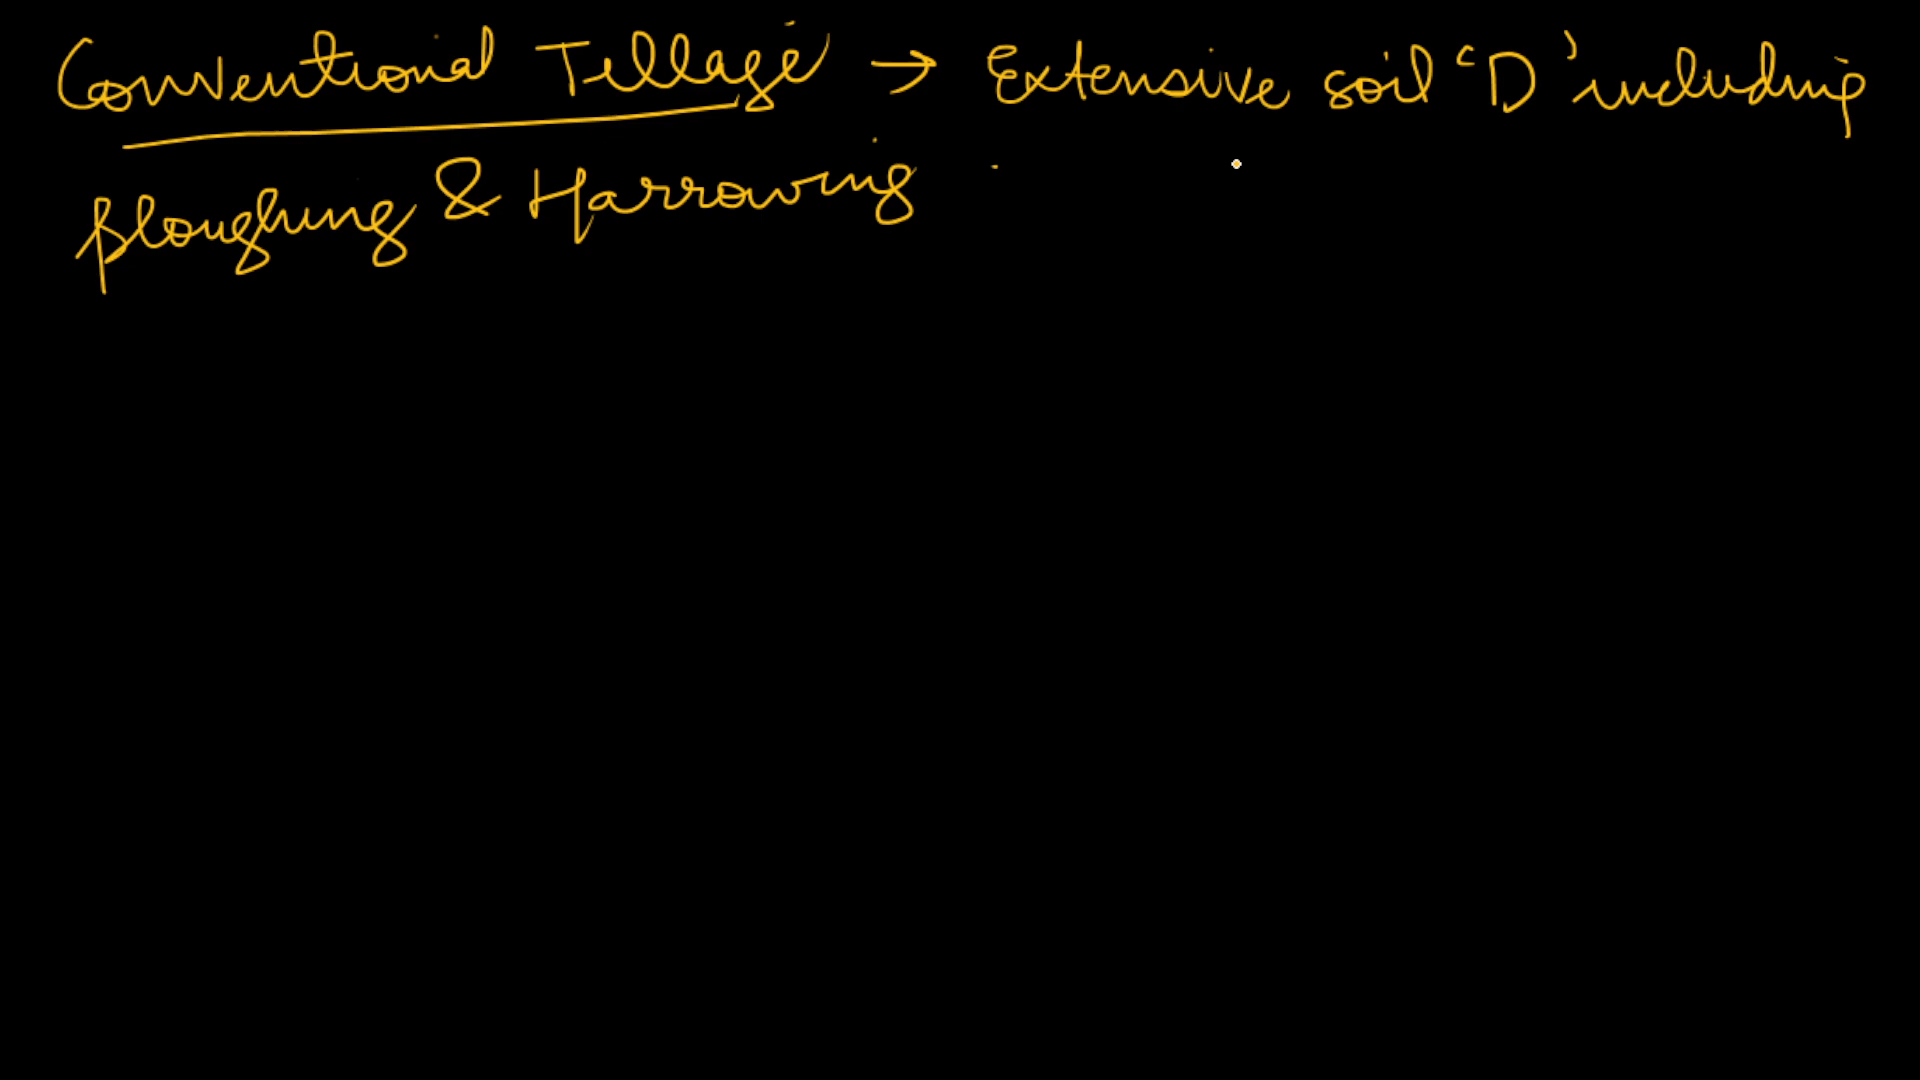 Conventional Tillage → Extensive soil 'D' including
ploughing & Harrowing